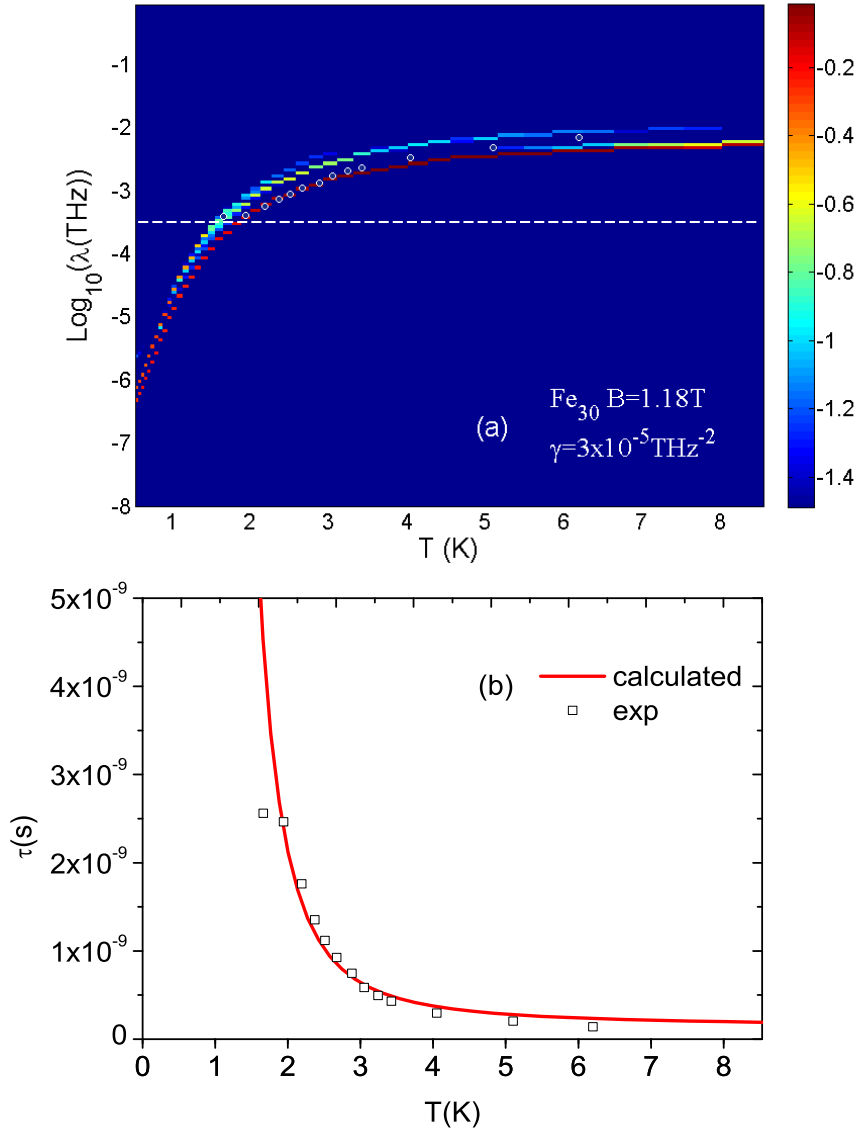 -1
-2
-3
-4
-5
-6
-7
-8
Log10(λ(THz))
1 2 3 4 5 6 7 8
T (K)
(a)
Fe30 B=1.18T
γ=3x10-5THz-2
-0.2
-0.4
-0.6
-0.8
-1
-1.2
-1.4
5x10-9
4x10-9
3x10-9
2x10-9
1x10-9
0
τ(s)
(b)
calculated
exp
0 1 2 3 4 5 6 7 8
T(K)